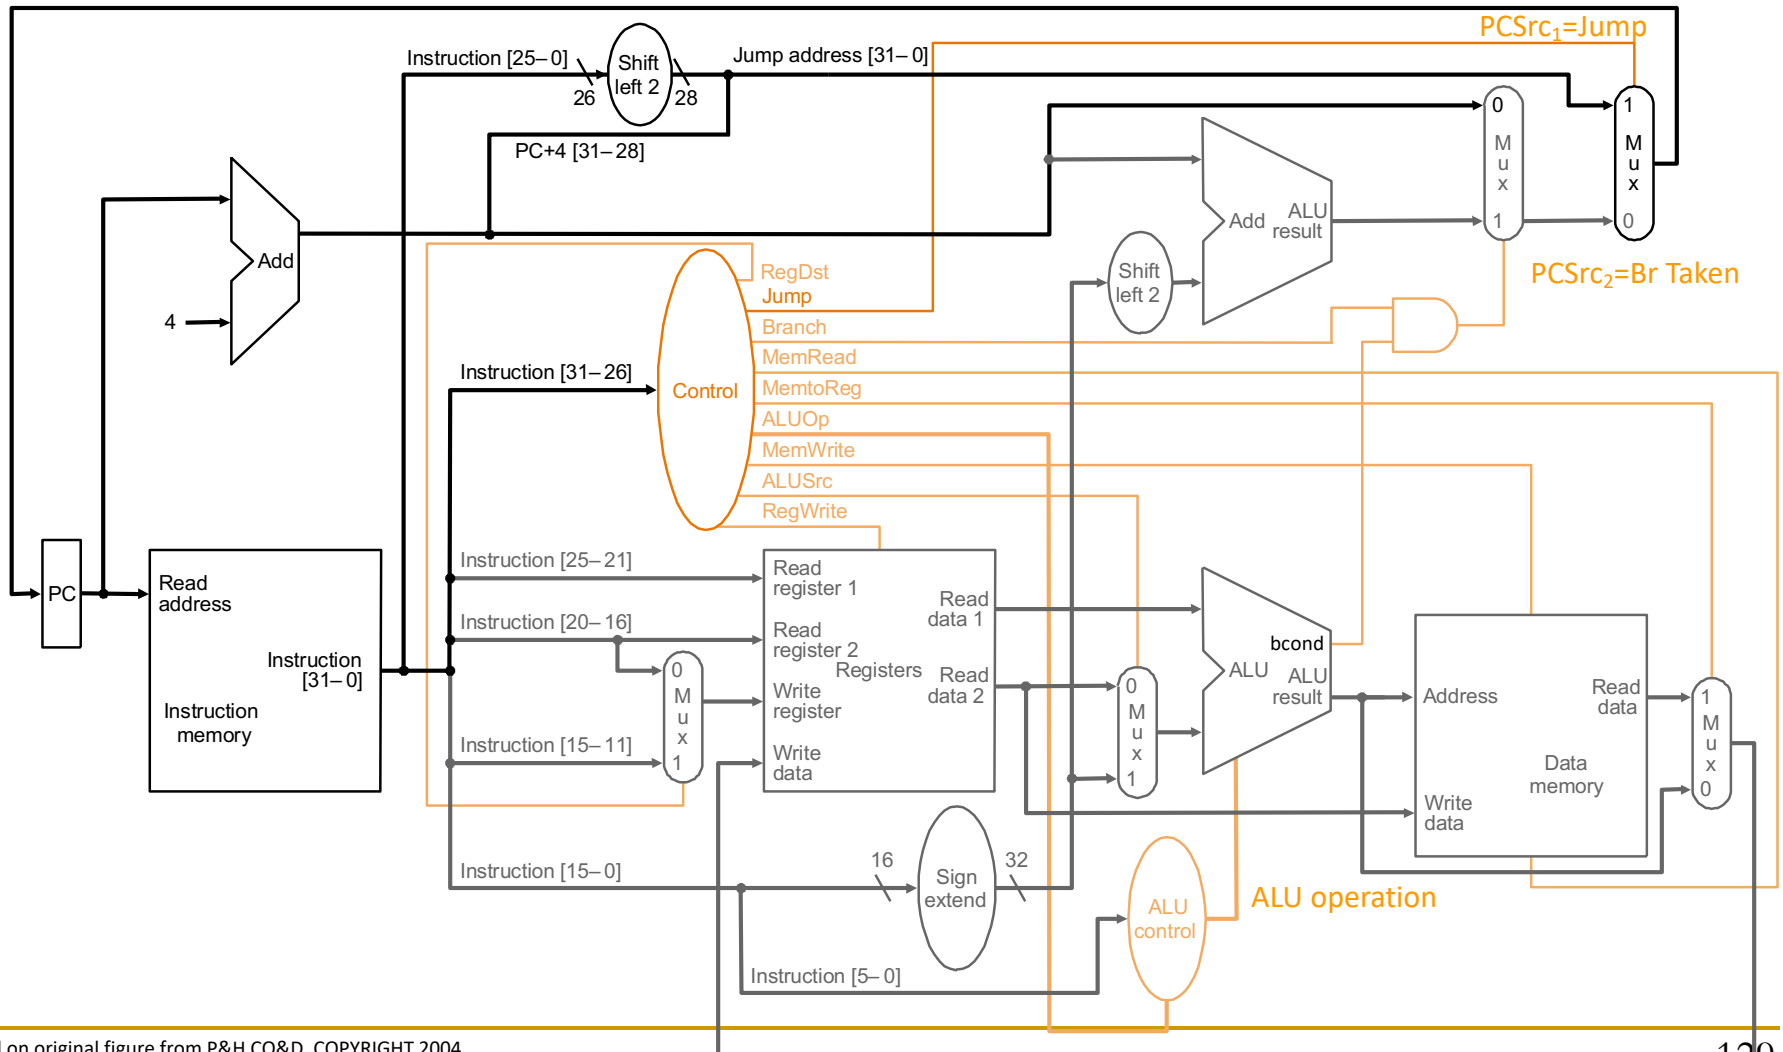 PCSrc1=Jump
Instruction [25–0]
Shift
left 2
Jump address [31–0]
26
28
0
M
u
x
1
1
M
u
x
0
PC+4 [31–28]
Add
4
Add
ALU
result
Shift
left 2
PCSrc2=Br Taken
RegDst
Jump
Branch
MemRead
MemtoReg
ALUOp
MemWrite
ALUSrc
RegWrite
Instruction [31–26]
Control
PC
Read
address
Instruction
[31–0]
Instruction
memory
Instruction [25–21]
Instruction [20–16]
Instruction [15–11]
Instruction [15–0]
0
M
u
x
1
Read
register 1
Read
register 2
Write
register
Write
data
Registers
Read
data 1
Read
data 2
0
M
u
x
1
bcond
ALU
ALU
result
Address
Read
data
Data
memory
Write
data
1
M
u
x
0
16
Sign
extend
32
ALU
control
ALU operation
Instruction [5–0]
on original figure from P&H CO&D, COPYRIGHT 2004